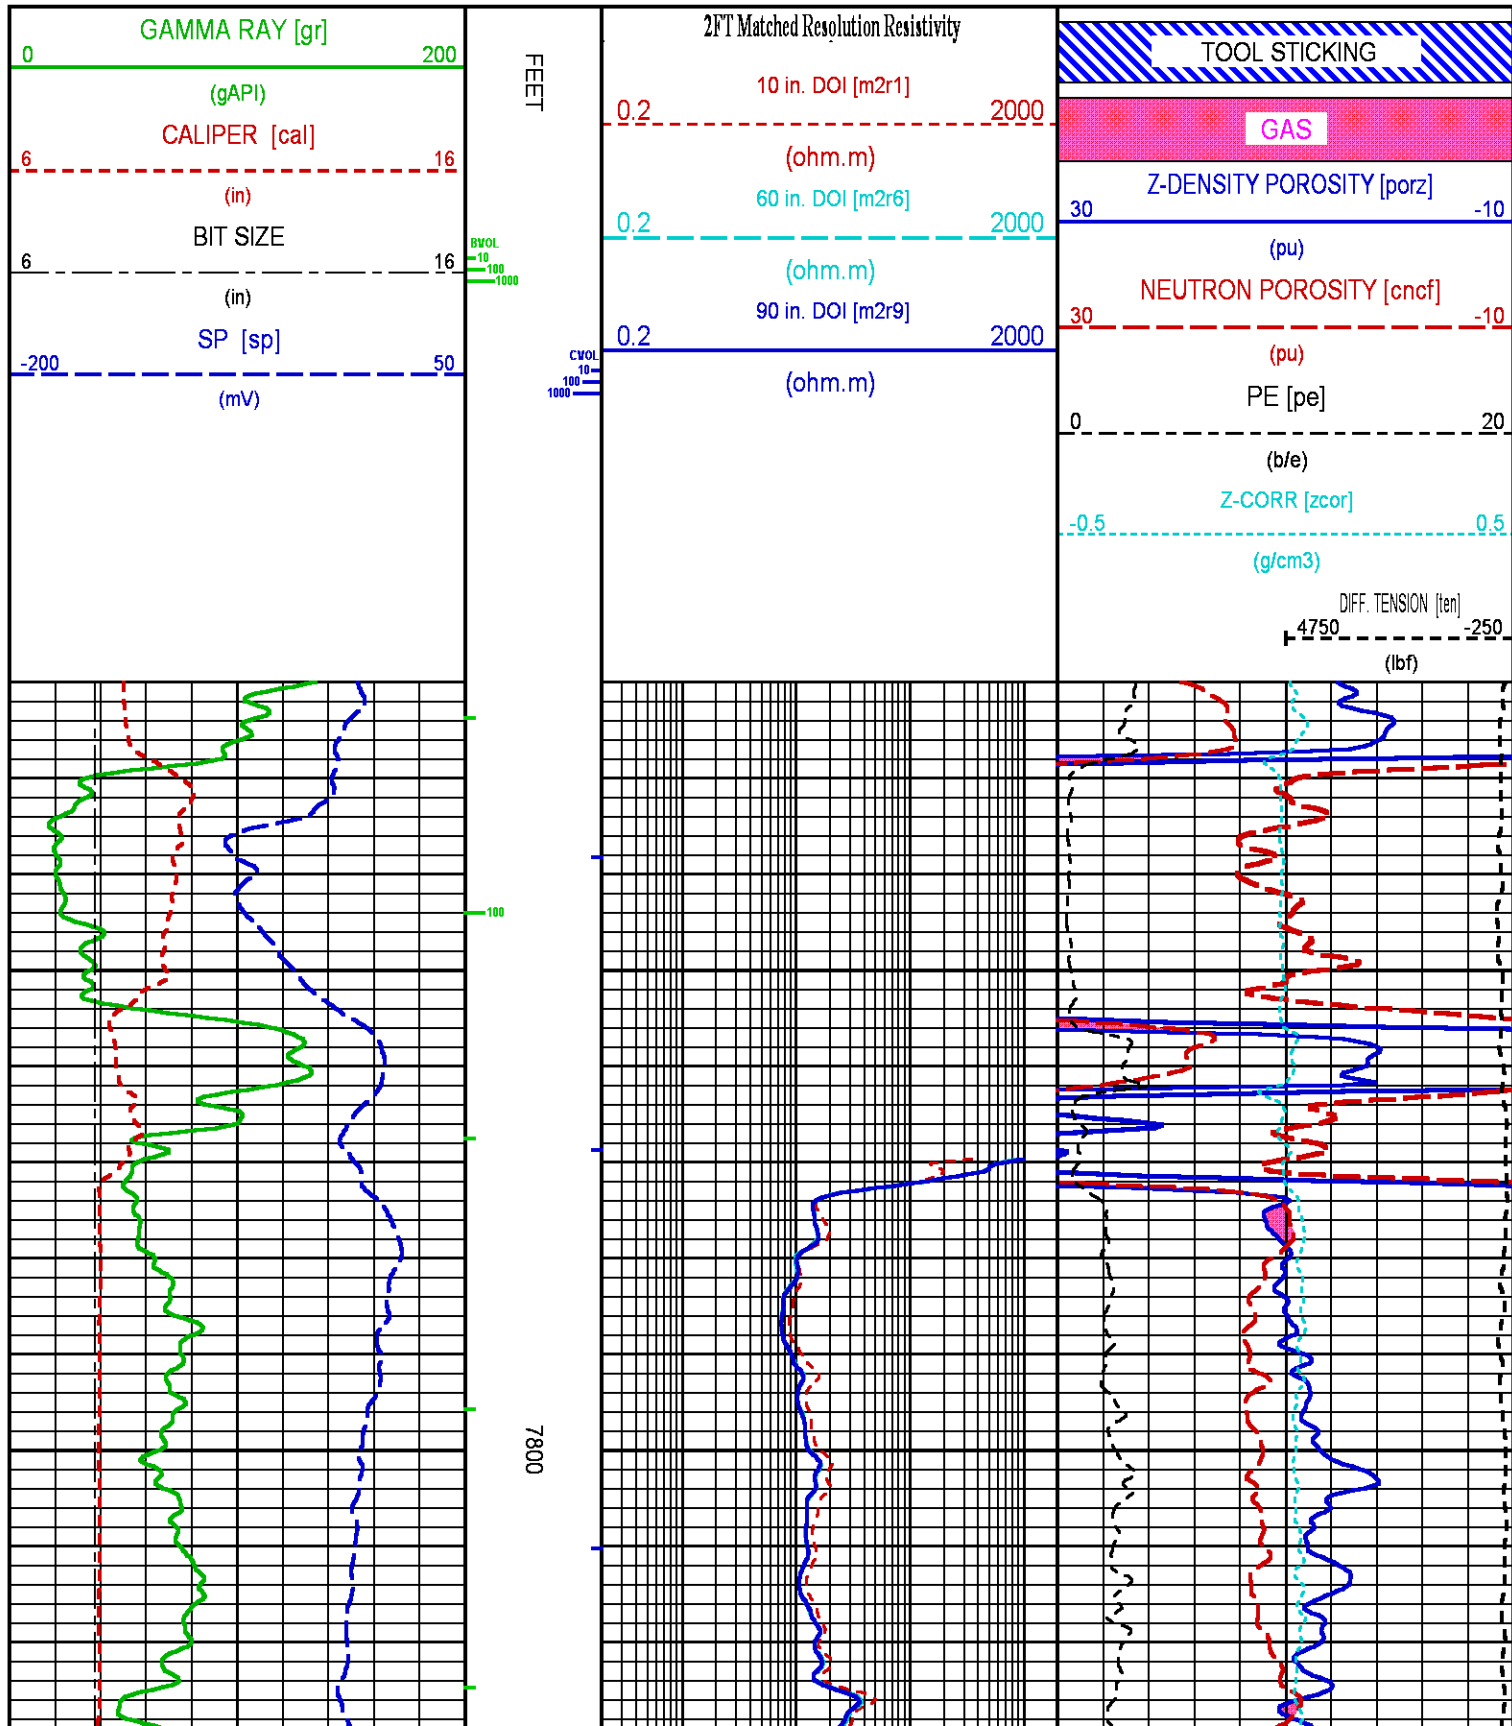 GAMMA RAY [gr]
0 200
(gAPI)
CALIPER [cal]
6 16
(in)
BIT SIZE
6 16
(in)
SP [sp]
-200 50
(mV)
FEET
BVOL
10
100
1000
CVOL
10
100
1000
2FT Matched Resolution Resistivity
10 in. DOI [m2r1]
0.2 2000
(ohm.m)
60 in. DOI [m2r6]
0.2 2000
(ohm.m)
90 in. DOI [m2r9]
0.2 2000
(ohm.m)
TOOL STICKING
GAS
Z-DENSITY POROSITY [porz]
30 -10
(pu)
NEUTRON POROSITY [cncf]
30 -10
(pu)
PE [pe]
0 20
(b/e)
Z-CORR [zcor]
-0.5 0.5
(g/cm3)
DIFF. TENSION [ten]
4750 -250
(lbf)
100
7800